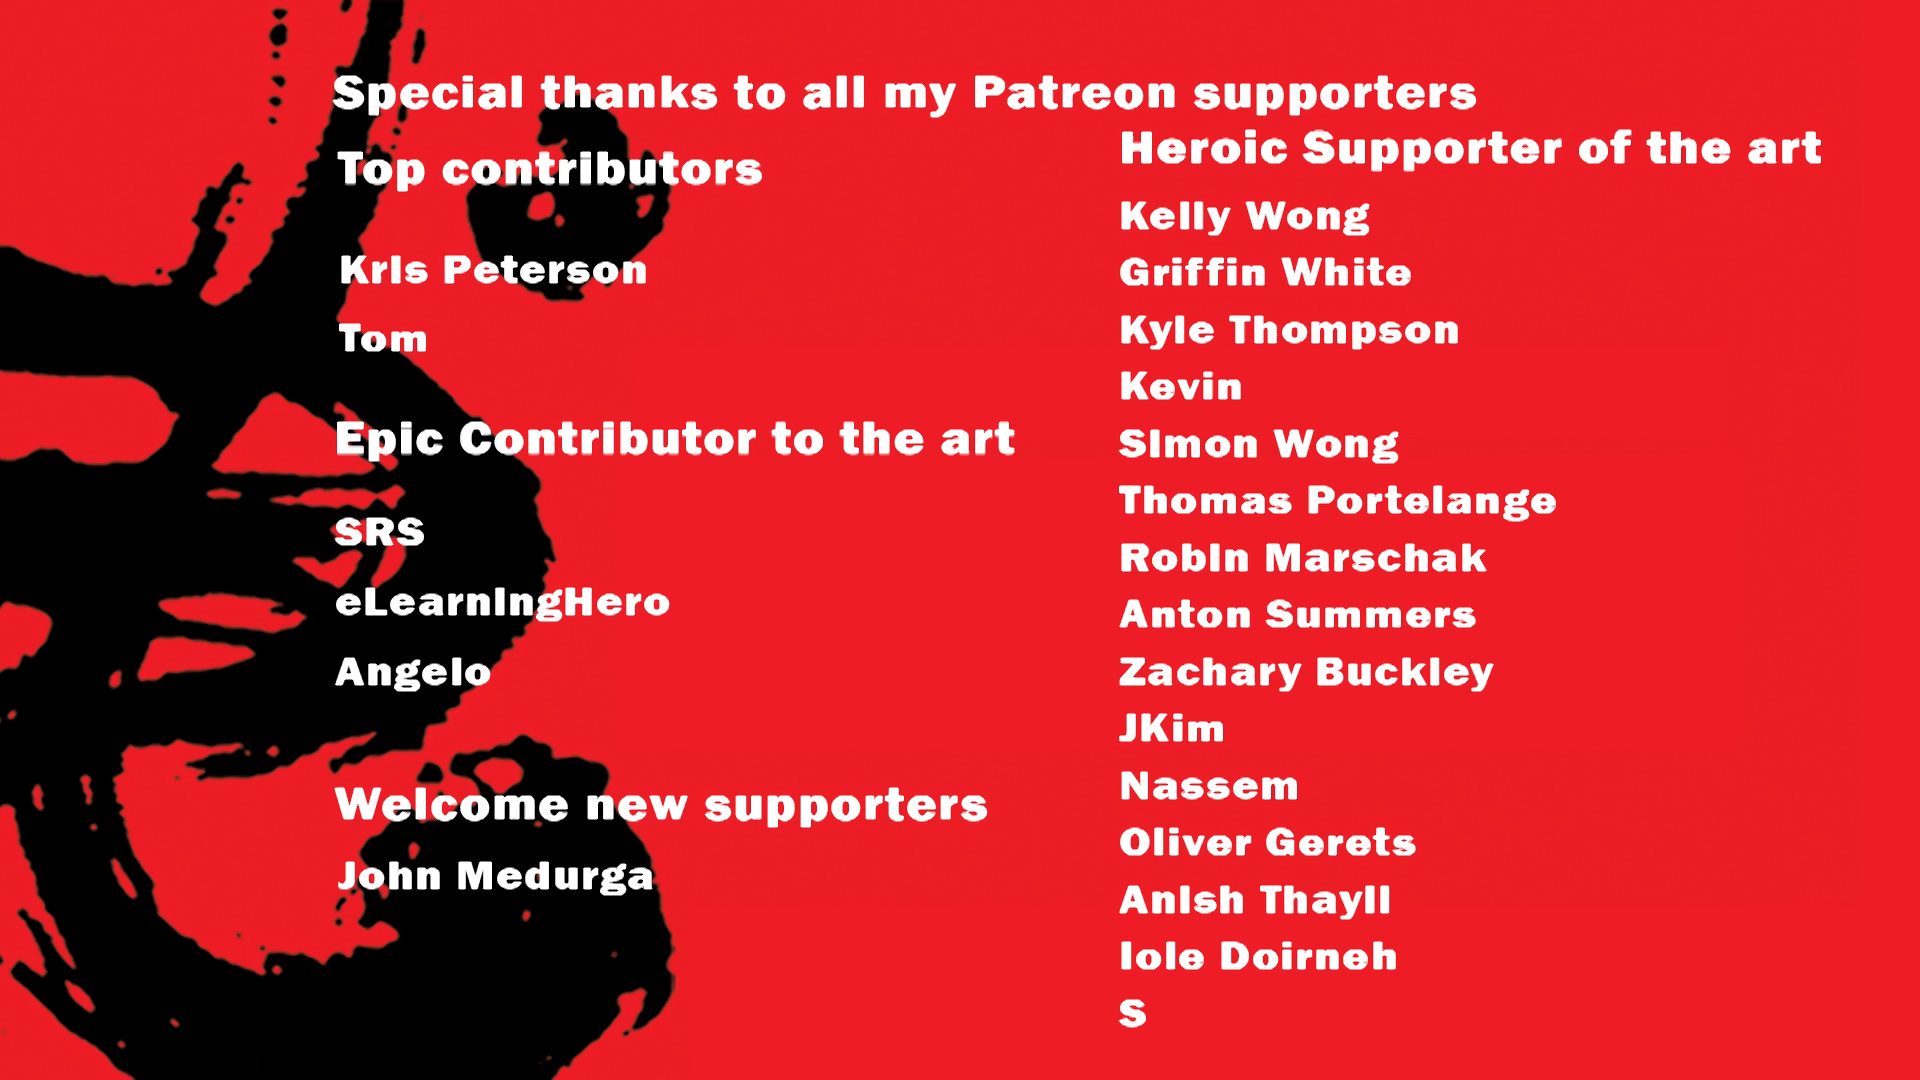 Special thanks to all my Patreon supporters
Top contributors
Kris Peterson
Tom
Epic Contributor to the art
SRS
eLearningHero
Angelo
Welcome new supporters
John Medurga
Heroic Supporter of the art
Kelly Wong
Griffin White
Kyle Thompson
Kevin
Simon Wong
Thomas Portelange
Robin Marschak
Anton Summers
Zachary Buckley
JKim
Nassem
Oliver Gerets
Anish Thayil
Iole Doirneh
S